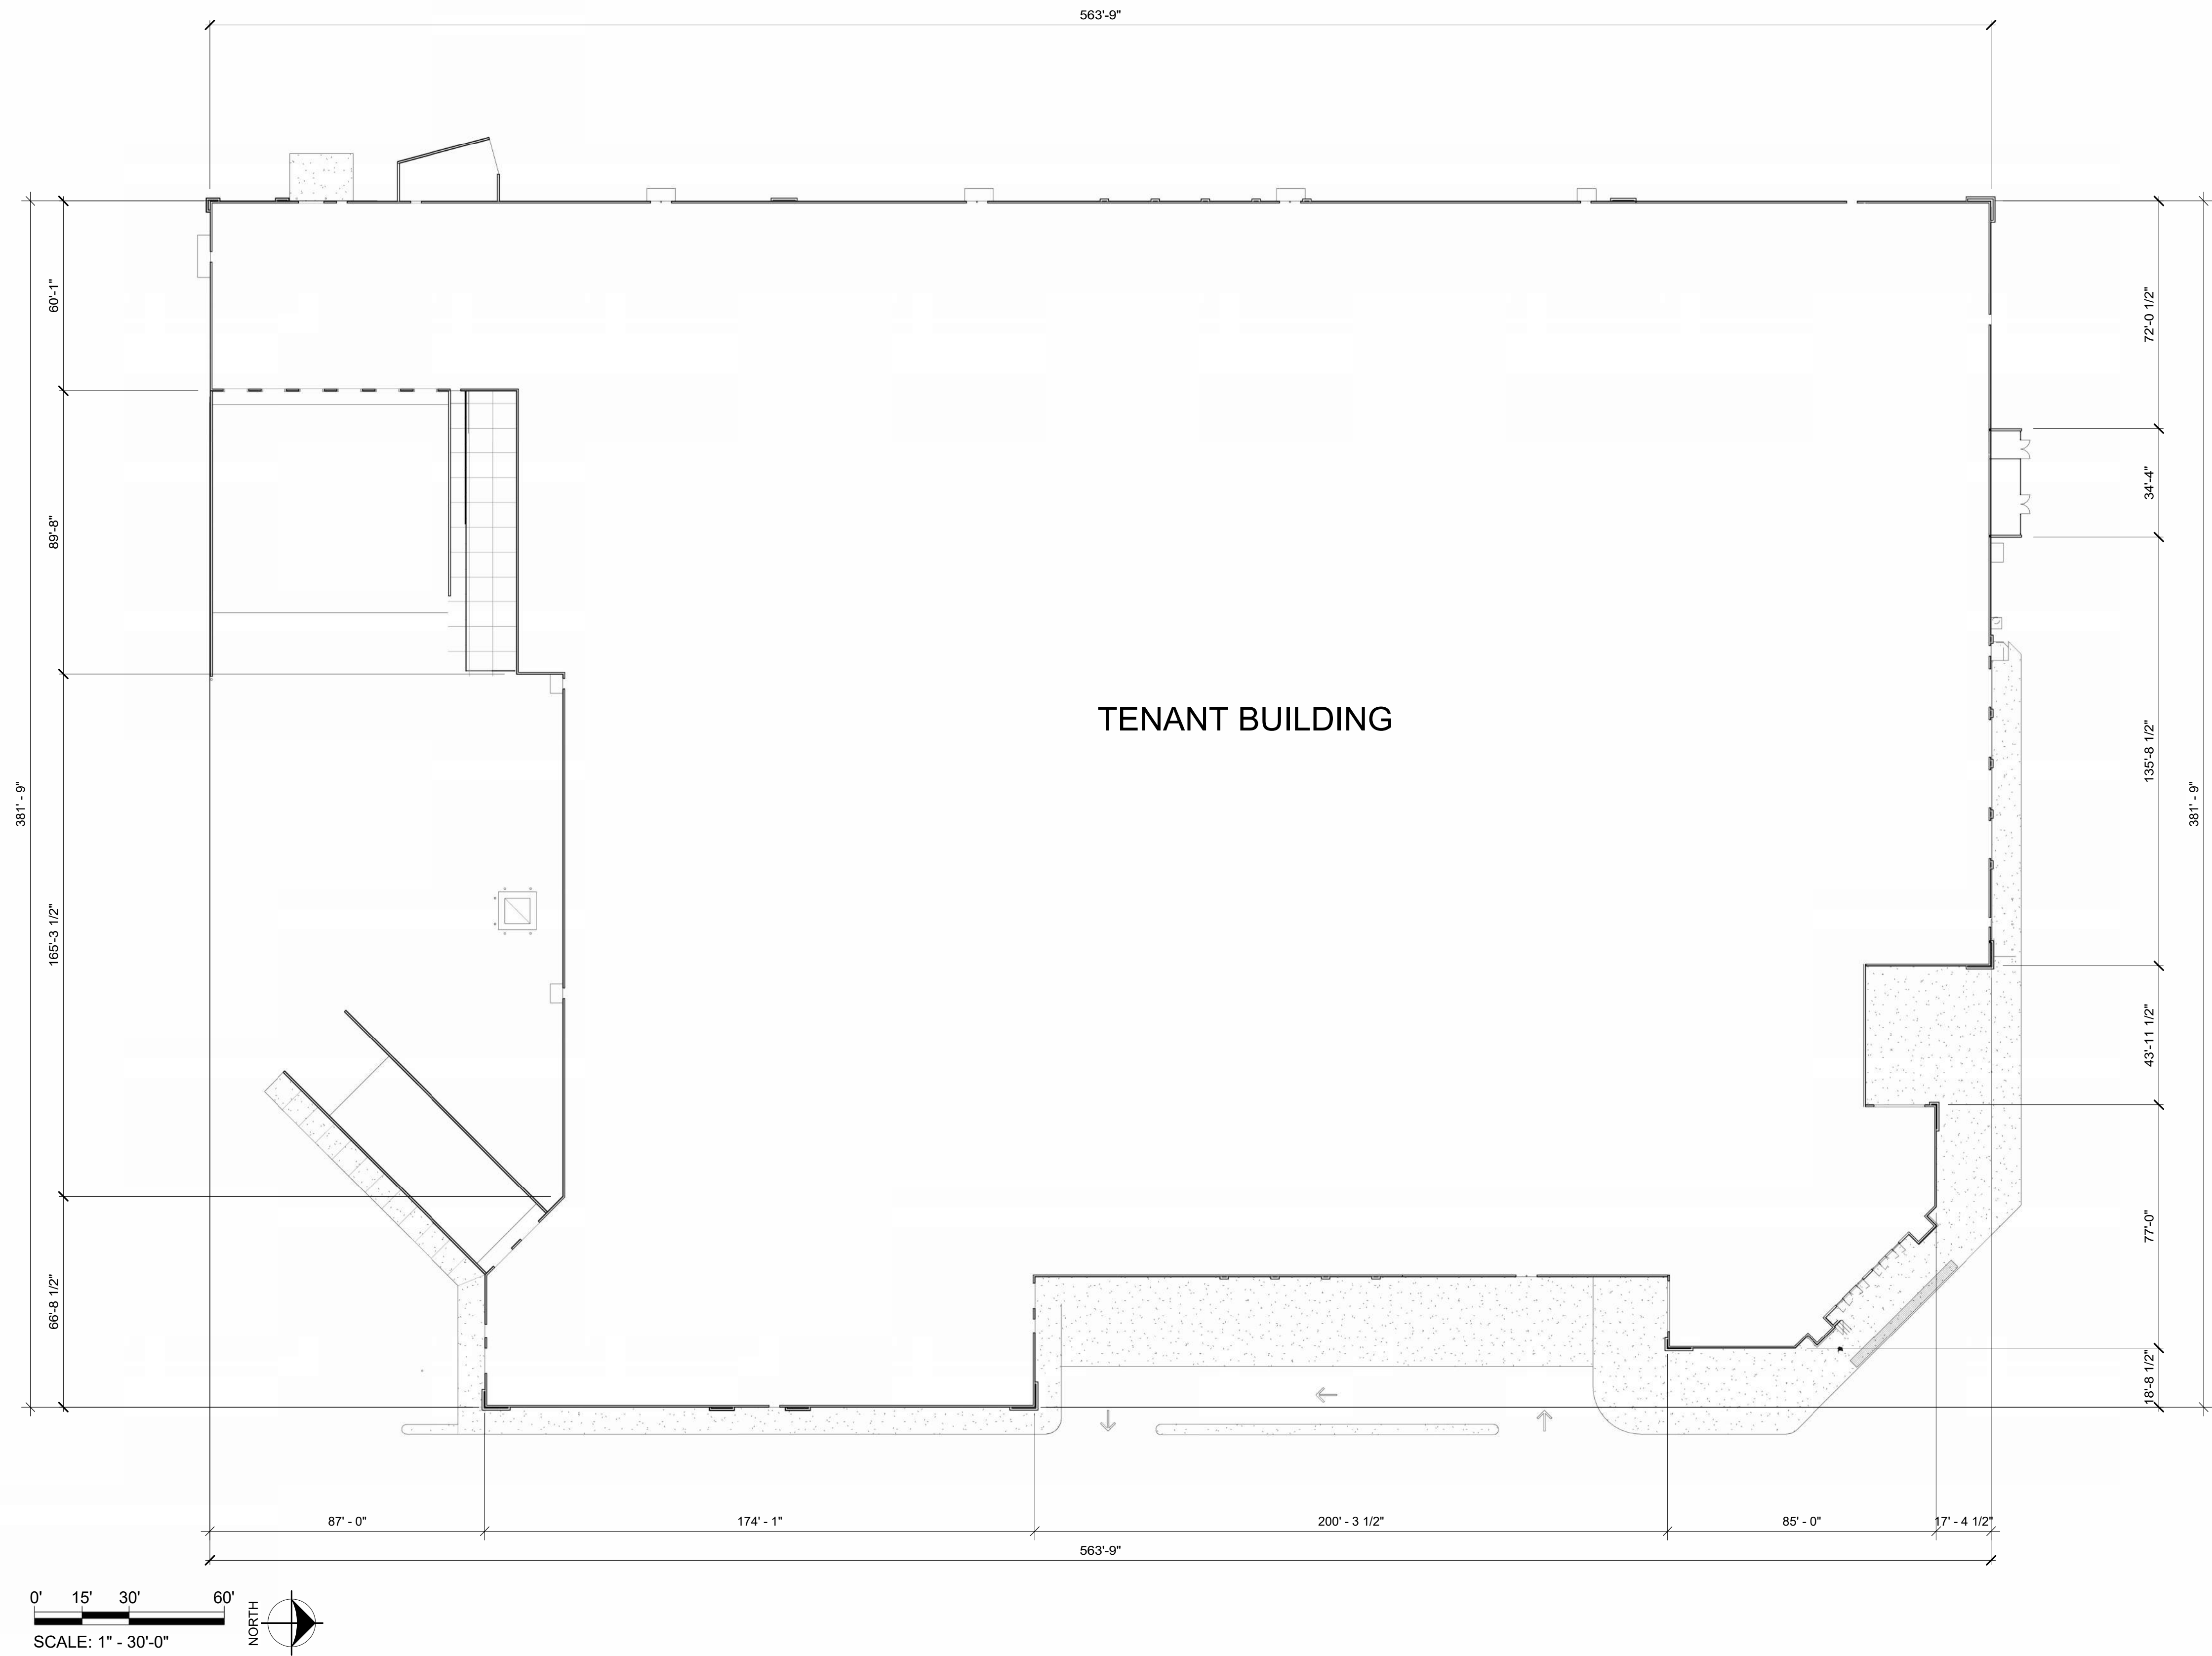 563'-9"
60'-1"
72'-0 1/2"
34'-4"
89'-8"
TENANT BUILDING
135'-8 1/2"
381' - 9"
381' - 9"
165'-3 1/2"
43'-11 1/2"
77'-0"
66'-8 1/2"
18'-8 1/2"
87' - 0"
174' - 1"
200' - 3 1/2"
85' - 0"
17' - 4 1/2"
563'-9"
0' 15' 30' 60'
SCALE: 1" - 30'-0"
NORTH